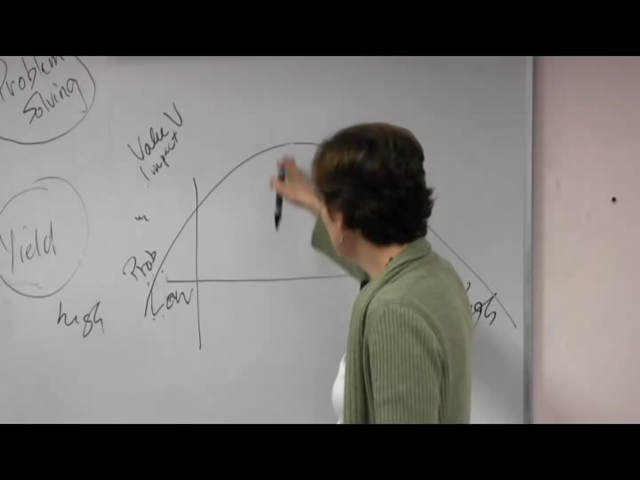 Problem
Solving
Yield
high
Value V
impact
Prob
Low
high